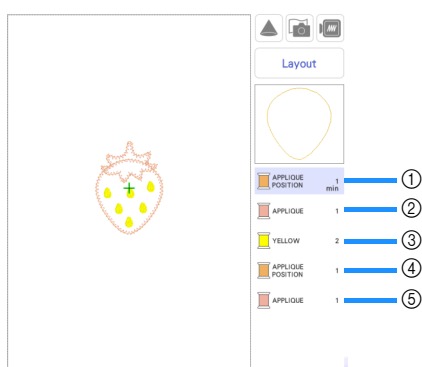 Layout
APPLIQUE
POSITION
1
min
①
APPLIQUE 1 ②
YELLOW 2 ③
APPLIQUE
POSITION
1 ④
APPLIQUE 1 ⑤